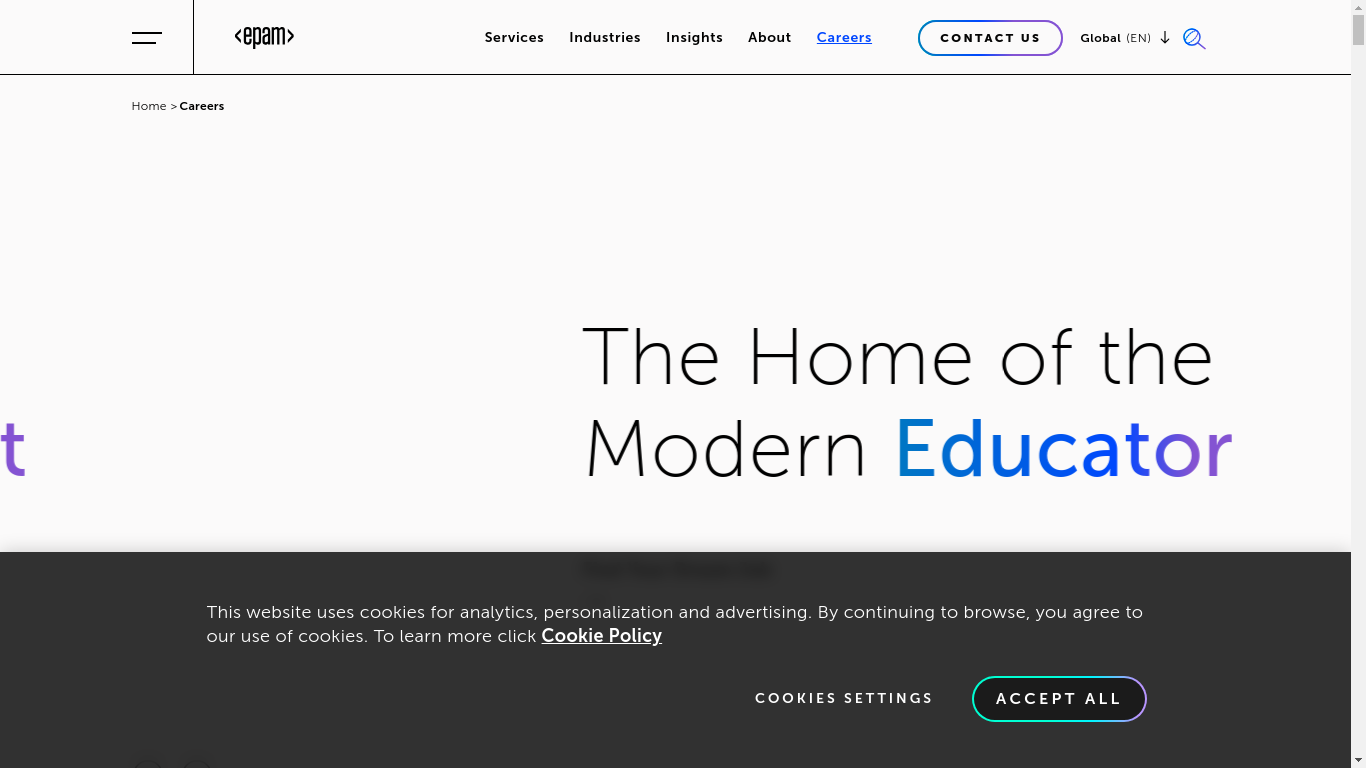 <epam>
Services Industries Insights About Careers CONTACT US Global (EN)
Home > Careers
The Home of the
t Modern Educator
This website uses cookies for analytics, personalization and advertising. By continuing to browse, you agree to
our use of cookies. To learn more click Cookie Policy
COOKIES SETTINGS ACCEPT ALL